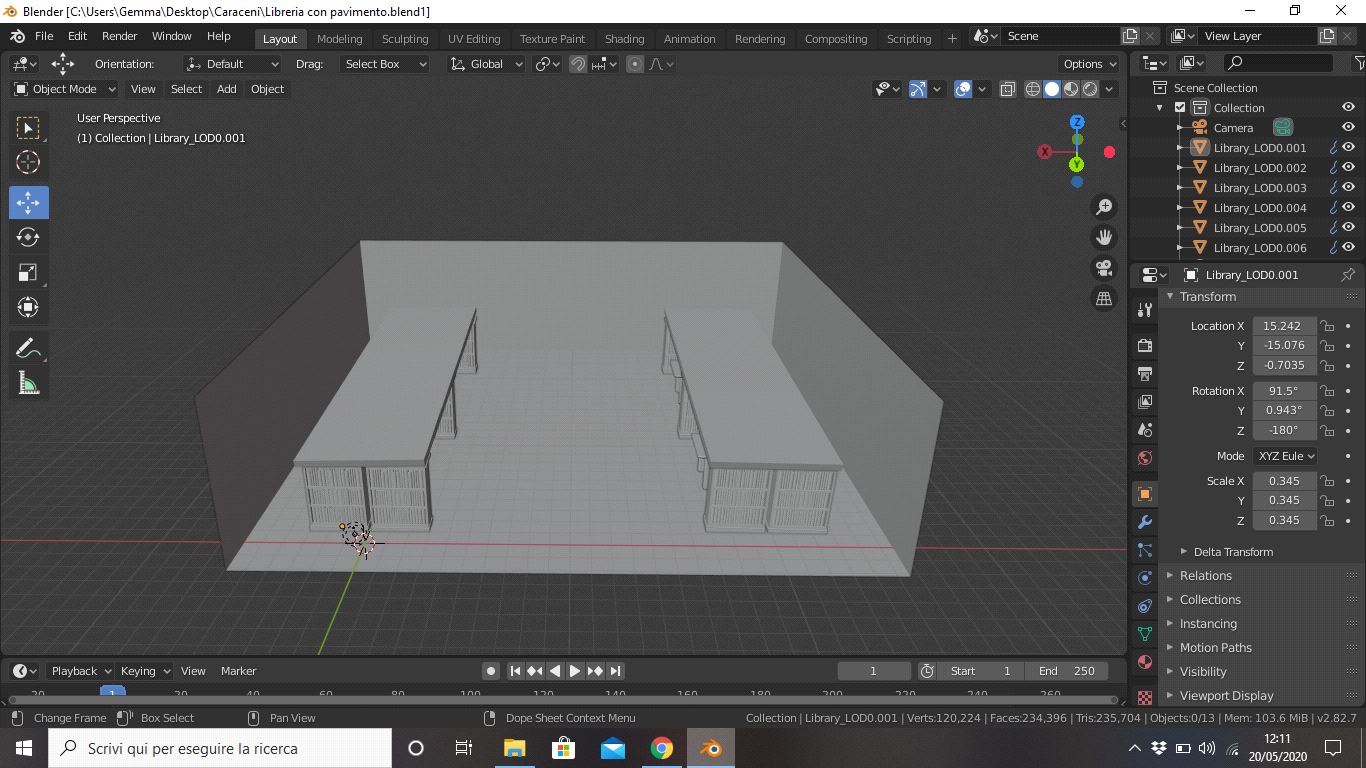 Blender [C:\Users\Gemma\Desktop\Caraceni\Libreria con pavimento.blend1]
File Edit Render Window Help Layout Modeling Sculpting UV Editing Texture Paint Shading Animation Rendering Compositing Scripting + Scene View Layer
Orientation: Default Drag: Select Box Global Options
Object Mode View Select Add Object
User Perspective
(1) Collection | Library_LOD0.001
Z
X
Y
Scene Collection
Collection
Camera
Library_LOD0.001
Library_LOD0.002
Library_LOD0.003
Library_LOD0.004
Library_LOD0.005
Library_LOD0.006
Library_LOD0.001
Transform
Location X 15.242
Y -15.076
Z -0.7035
Rotation X 91.5°
Y 0.943°
Z -180°
Mode XYZ Eule
Scale X 0.345
Y 0.345
Z 0.345
Delta Transform
Relations
Collections
Instancing
Motion Paths
Visibility
Viewport Display
Playback Keying View Marker 1 Start 1 End 250
-20 1 20 40 60 80 100 120 140 160 180 200 220 240 260
Change Frame Box Select Pan View Dope Sheet Context Menu Collection | Library_LOD0.001 | Verts:120,224 | Faces:234,396 | Tris:235,704 | Objects:0/13 | Mem: 103.6 MiB | v2.82.7
Scrivi qui per eseguire la ricerca
12:11
20/05/2020